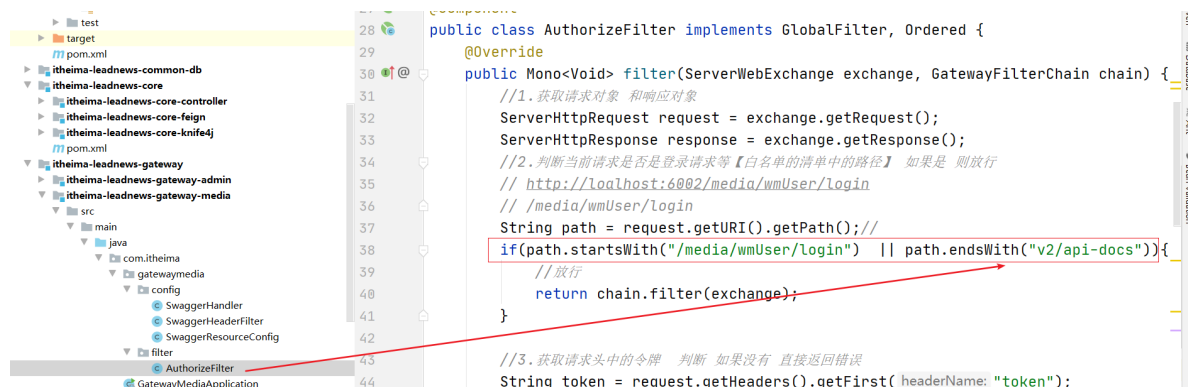 test
target
pom.xml
itheima-leadnews-common-db
itheima-leadnews-core
itheima-leadnews-core-controller
itheima-leadnews-core-feign
itheima-leadnews-core-knife4j
pom.xml
itheima-leadnews-gateway
itheima-leadnews-gateway-admin
itheima-leadnews-gateway-media
src
main
java
com.itheima
gatewaymedia
config
SwaggerHandler
SwaggerHeaderFilter
SwaggerResourceConfig
filter
AuthorizeFilter
GatewayMediaApplication
28 public class AuthorizeFilter implements GlobalFilter, Ordered {
29 @Override
30 @ public Mono<Void> filter(ServerWebExchange exchange, GatewayFilterChain chain) {
31 //1.获取请求对象 和响应对象
32 ServerHttpRequest request = exchange.getRequest();
33 ServerHttpResponse response = exchange.getResponse();
34 //2.判断当前请求是否是登录请求等【白名单的清单中的路径】 如果是 则放行
35 // http://loalhost:6002/media/wmUser/login
36 // /media/wmUser/login
37 String path = request.getURI().getPath();//
38 if(path.startsWith("/media/wmUser/login") || path.endsWith("v2/api-docs")){
39 //放行
40 return chain.filter(exchange);
41 }
42
43 //3.获取请求头中的令牌 判断 如果没有 直接返回错误
44 String token = request.getHeaders().getFirst( headerName: "token");